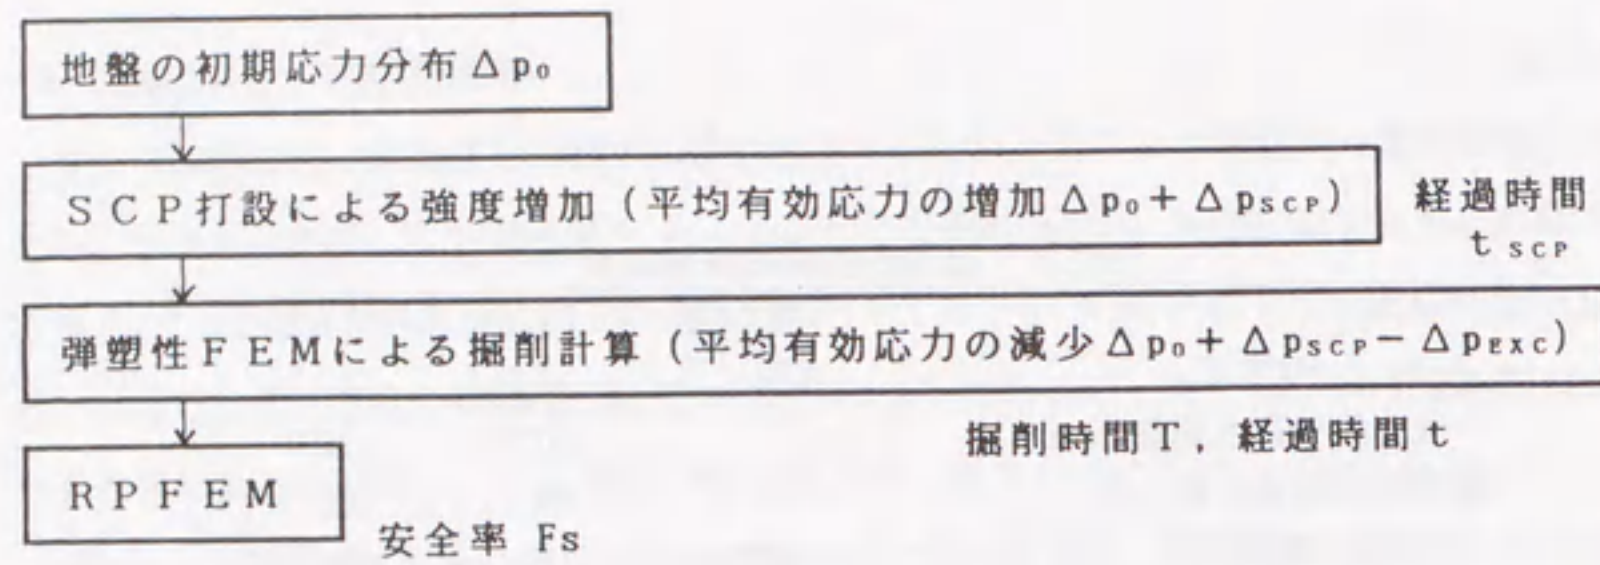 地盤の初期応力分布Δp₀
SCP打設による強度増加(平均有効応力の増加Δp₀+Δpscp)
経過時間
tscp
弾塑性FEMによる掘削計算(平均有効応力の減少Δp₀+Δpscp-ΔpEXC)
掘削時間T,経過時間t
RPFEM
安全率 Fs